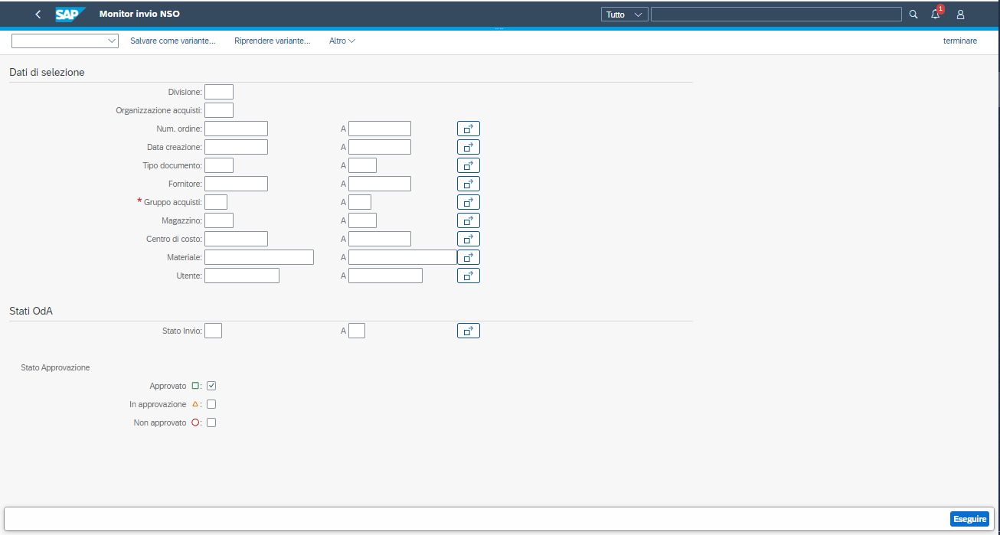 SAP Monitor invio NSO Tutto 1
Salvare come variante... Riprendere variante... Altro terminare
Dati di selezione
Divisione:
Organizzazione acquisti:
Num. ordine: A
Data creazione: A
Tipo documento: A
Fornitore: A
* Gruppo acquisti: A
Magazzino: A
Centro di costo: A
Materiale: A
Utente: A
Stati OdA
Stato Invio: A
Stato Approvazione
Approvato :
In approvazione :
Non approvato :
Eseguire